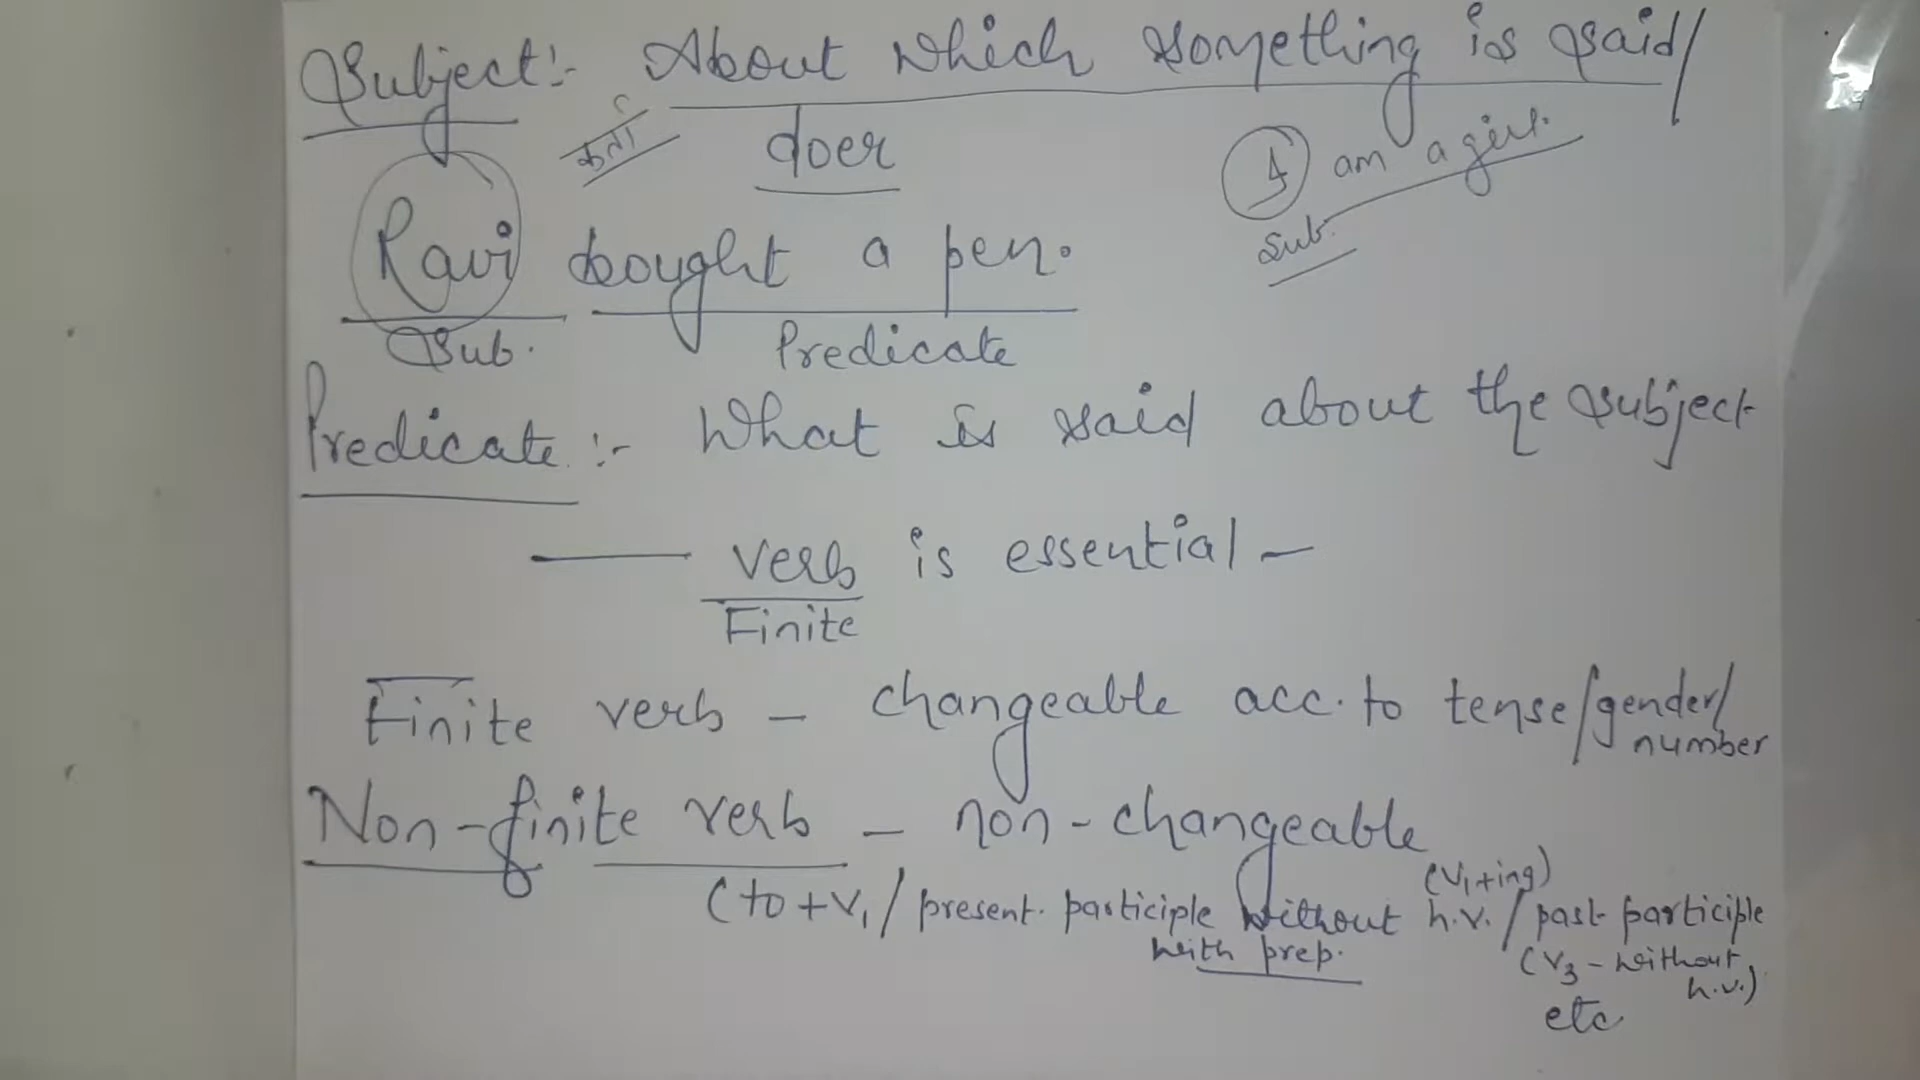 Subject:- About which something is said/
कर्ता doer
I am a girl.
Sub.
Ravi bought a pen.
Sub. Predicate
Predicate :- What is said about the subject
— verb is essential —
Finite
Finite verb - changeable acc. to tense/gender/
number
Non-finite verb - non-changeable
(V₁+ing)
(to+V₁/present participle without h.v./past participle
with prep. (V₃-without
h.v.)
etc